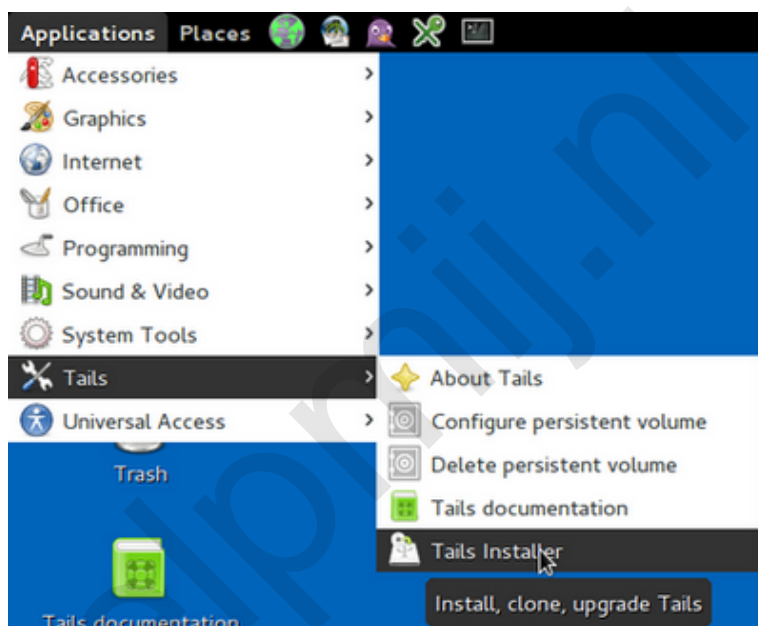 Applications Places
Accessories
Graphics
Internet
Office
Programming
Sound & Video
System Tools
Tails
Universal Access
About Tails
Configure persistent volume
Delete persistent volume
Tails documentation
Tails Installer
Install, clone, upgrade Tails
Trash
Tails documentation